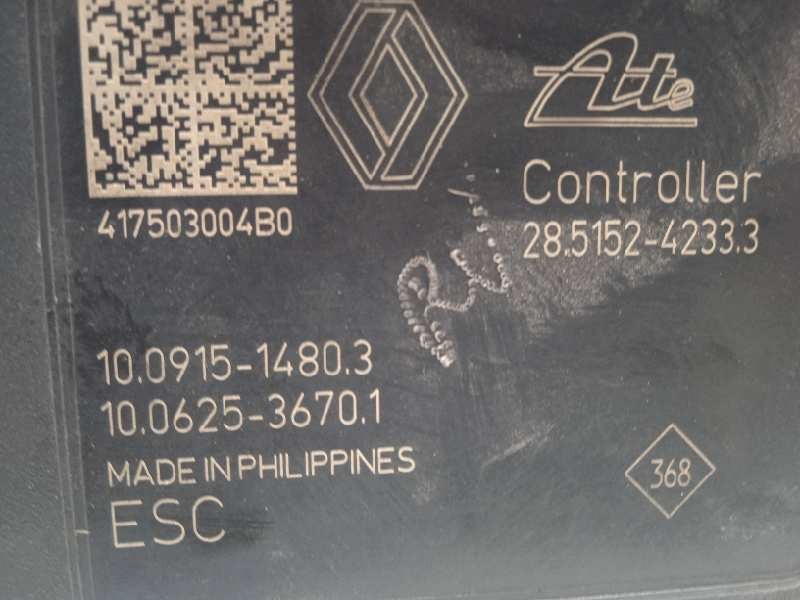 Ate
Controller
28.5152-4233.3
417503004B0
10.0915-1480.3
10.0625-3670.1
MADE IN PHILIPPINES
ESC
368